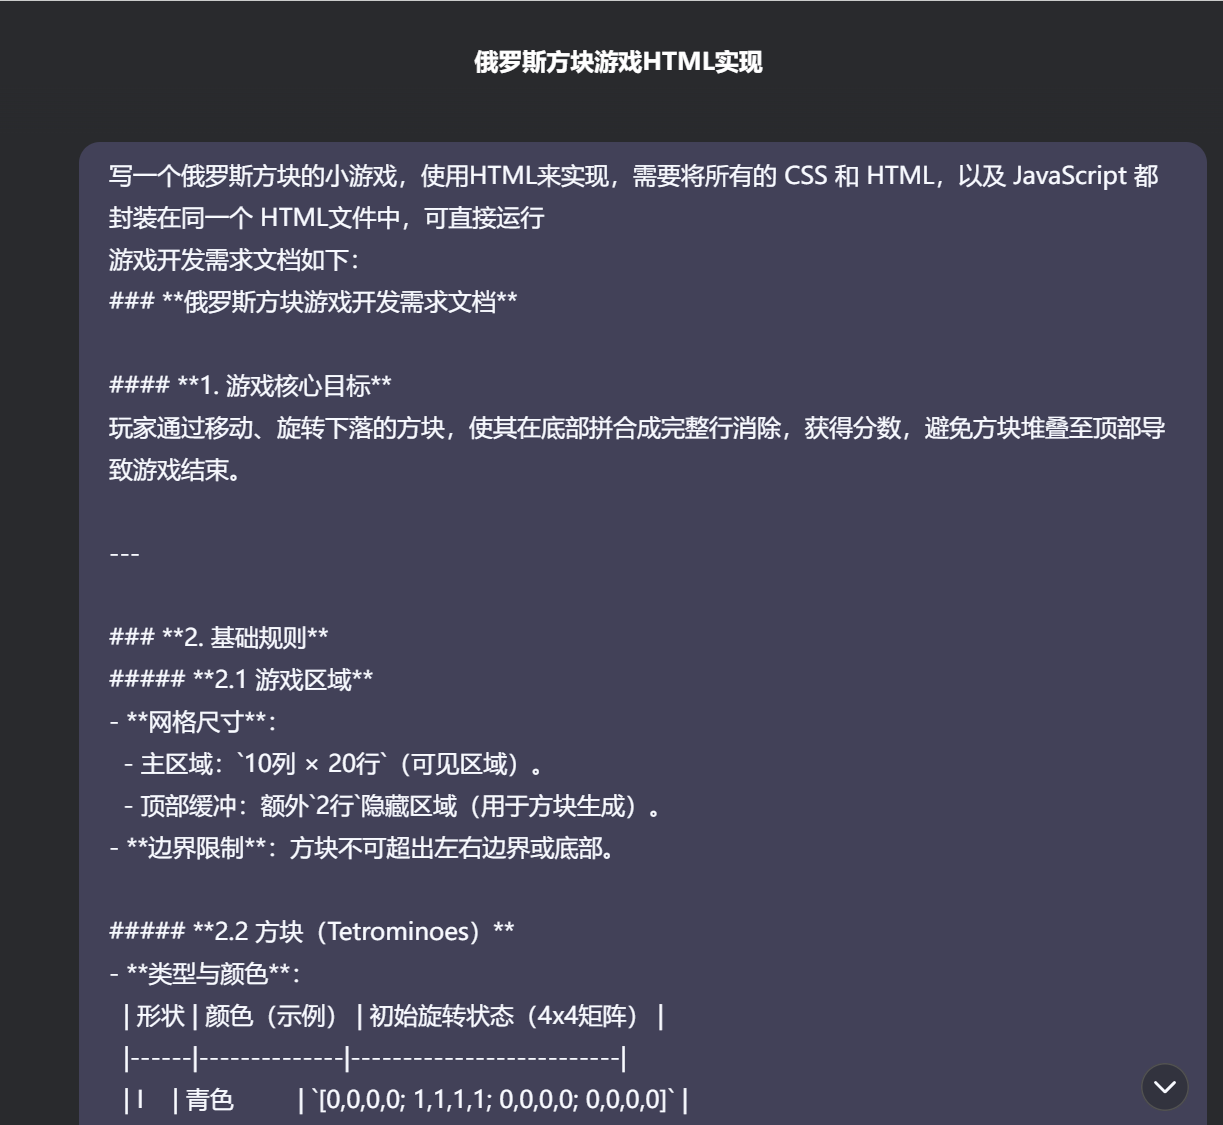 俄罗斯方块游戏HTML实现
写一个俄罗斯方块的小游戏，使用HTML来实现，需要将所有的 CSS 和 HTML，以及 JavaScript 都
封装在同一个 HTML文件中，可直接运行
游戏开发需求文档如下：
### **俄罗斯方块游戏开发需求文档**
#### **1. 游戏核心目标**
玩家通过移动、旋转下落的方块，使其在底部拼合成完整行消除，获得分数，避免方块堆叠至顶部导
致游戏结束。
---
### **2. 基础规则**
##### **2.1 游戏区域**
- **网格尺寸**：
- 主区域：`10列 × 20行`（可见区域）。
- 顶部缓冲：额外`2行`隐藏区域（用于方块生成）。
- **边界限制**：方块不可超出左右边界或底部。
##### **2.2 方块（Tetrominoes）**
- **类型与颜色**：
| 形状 | 颜色（示例） | 初始旋转状态（4x4矩阵） |
|------|--------------|--------------------------|
| I | 青色 | `[0,0,0,0; 1,1,1,1; 0,0,0,0; 0,0,0,0]` |